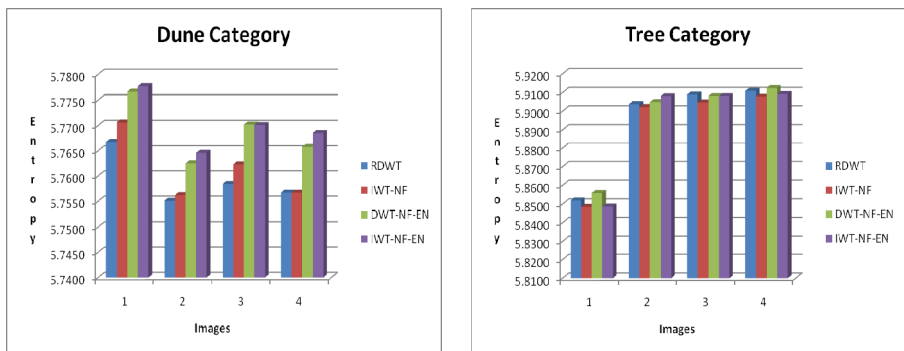 Dune Category
5.7800
5.7750
5.7700
5.7650
5.7600
5.7550
5.7500
5.7450
5.7400
Entropy
1 2 3 4
Images
RDWT
IWT-NF
DWT-NF-EN
IWT-NF-EN
Tree Category
5.9200
5.9100
5.9000
5.8900
5.8800
5.8700
5.8600
5.8500
5.8400
5.8300
5.8200
5.8100
Entropy
1 2 3 4
Images
RDWT
IWT-NF
DWT-NF-EN
IWT-NF-EN